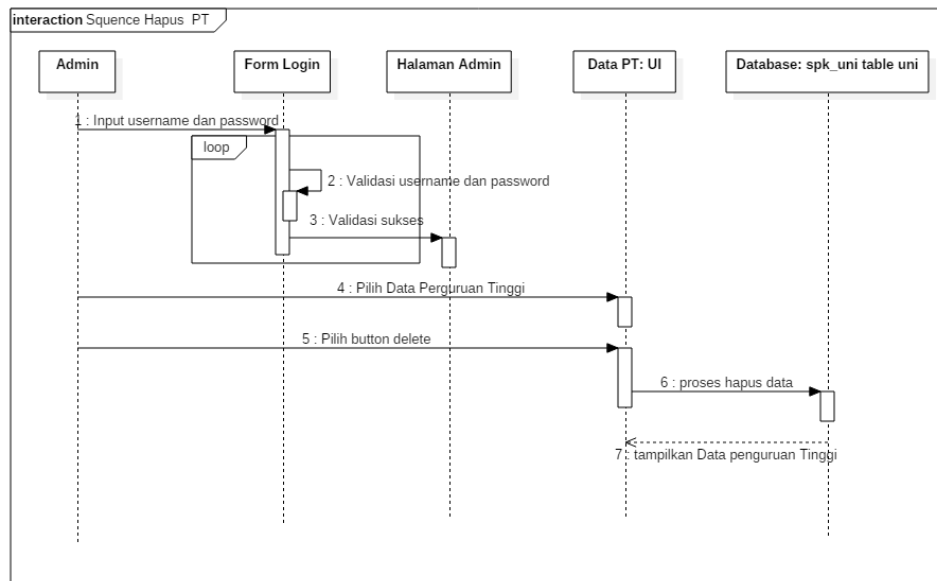 interaction Squence Hapus PT
Admin
Form Login
Halaman Admin
Data PT: UI
Database: spk_uni table uni
1 : Input username dan password
loop
2 : Validasi username dan password
3 : Validasi sukses
4 : Pilih Data Perguruan Tinggi
5 : Pilih button delete
6 : proses hapus data
7 : tampilkan Data penguruan Tinggi